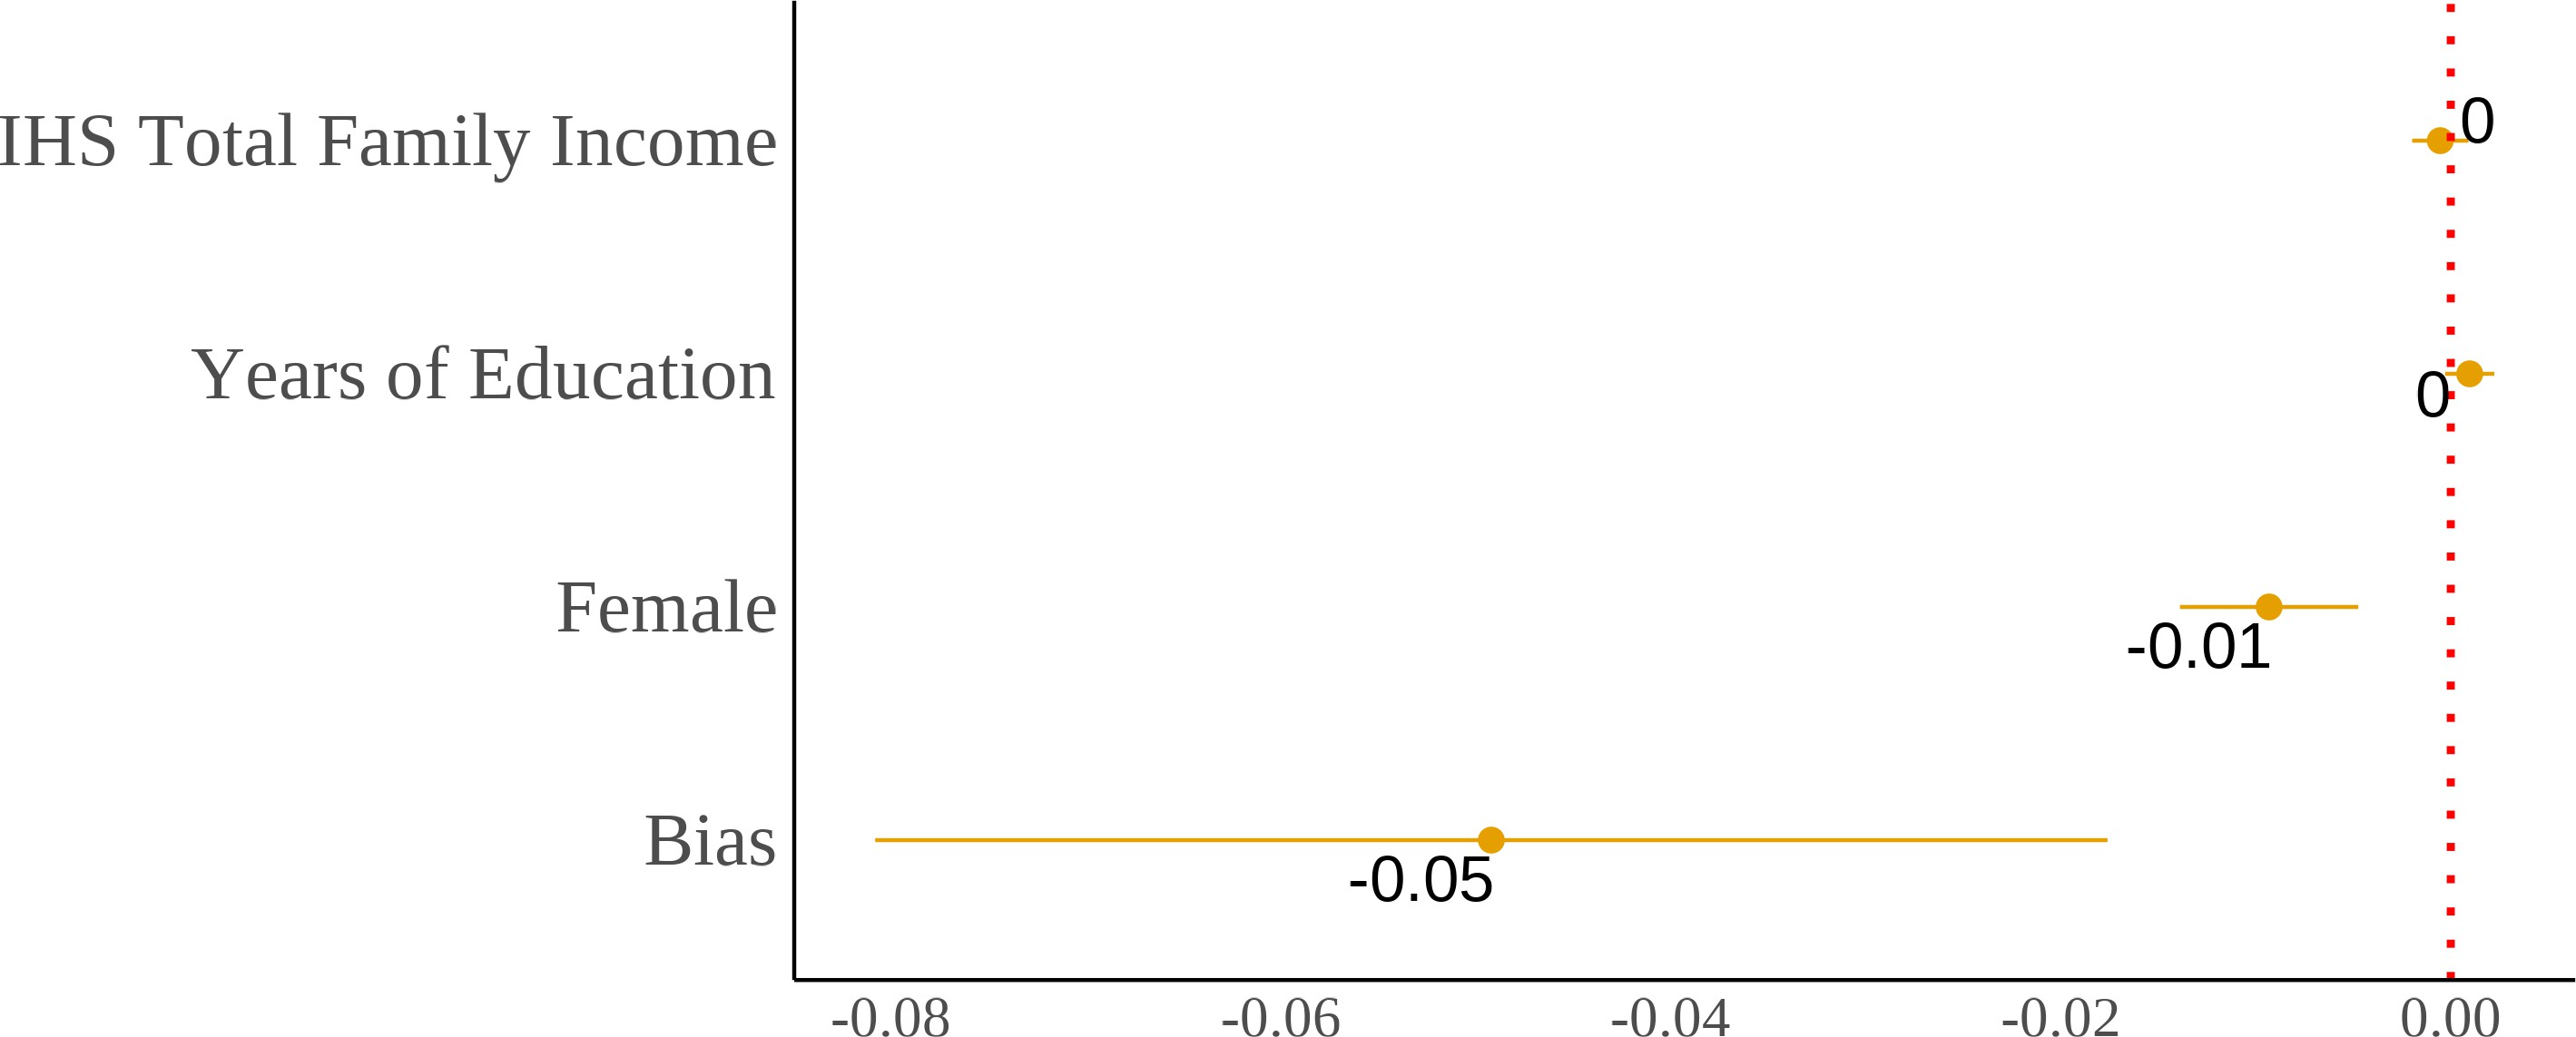 IHS Total Family Income
0
Years of Education
0
Female
-0.01
Bias
-0.05
-0.08 -0.06 -0.04 -0.02 0.00